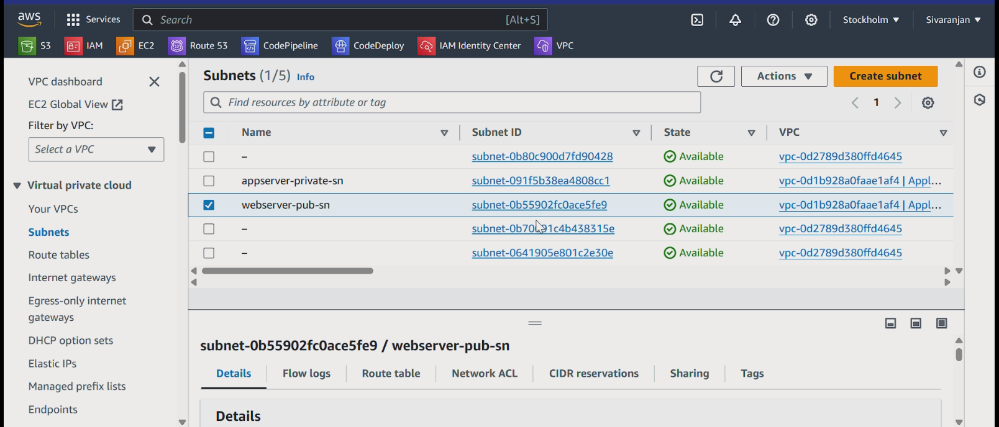 aws
Services
Search [Alt+S]
Stockholm
Sivaranjan
S3 IAM EC2 Route 53 CodePipeline CodeDeploy IAM Identity Center VPC
VPC dashboard
EC2 Global View
Filter by VPC:
Select a VPC
Virtual private cloud
Your VPCs
Subnets
Route tables
Internet gateways
Egress-only internet
gateways
DHCP option sets
Elastic IPs
Managed prefix lists
Endpoints
Subnets (1/5) Info
Actions
Create subnet
Find resources by attribute or tag
1
Name Subnet ID State VPC
– subnet-0b80c900d7fd90428 Available vpc-0d2789d380ffd4645
appserver-private-sn subnet-091f5b38ea4808cc1 Available vpc-0d1b928a0faae1af4 | Appl...
webserver-pub-sn subnet-0b55902fc0ace5fe9 Available vpc-0d1b928a0faae1af4 | Appl...
– Available vpc-0d2789d380ffd4645
– subnet-0641905e801c2e30e Available vpc-0d2789d380ffd4645
subnet-0b55902fc0ace5fe9 / webserver-pub-sn
Details Flow logs Route table Network ACL CIDR reservations Sharing Tags
Details